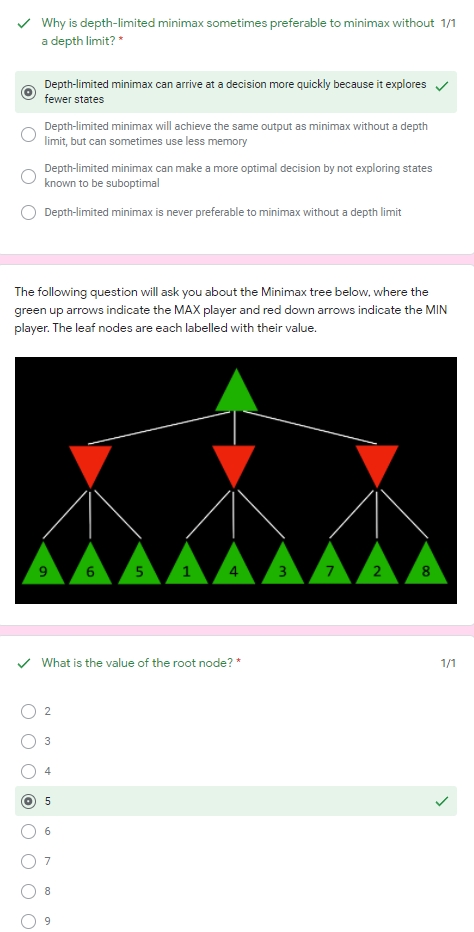 Why is depth-limited minimax sometimes preferable to minimax without 1/1
a depth limit? *
Depth-limited minimax can arrive at a decision more quickly because it explores
fewer states
Depth-limited minimax will achieve the same output as minimax without a depth
limit, but can sometimes use less memory
Depth-limited minimax can make a more optimal decision by not exploring states
known to be suboptimal
Depth-limited minimax is never preferable to minimax without a depth limit
The following question will ask you about the Minimax tree below, where the
green up arrows indicate the MAX player and red down arrows indicate the MIN
player. The leaf nodes are each labelled with their value.
9 6 5 1 4 3 7 2 8
What is the value of the root node? * 1/1
2
3
4
5
6
7
8
9